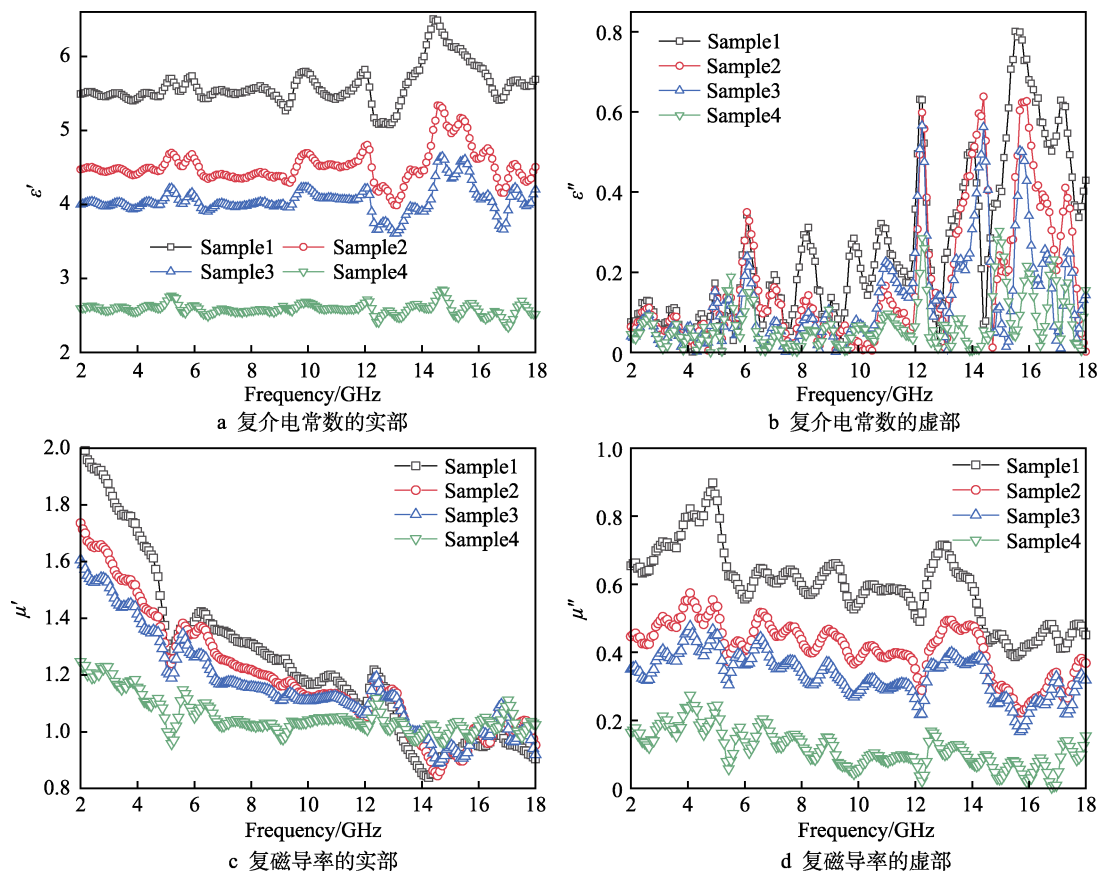 6
5
4
3
2
ε′
Sample1
Sample2
Sample3
Sample4
2 4 6 8 10 12 14 16 18
Frequency/GHz
a 复介电常数的实部
0.8
0.6
0.4
0.2
0
ε″
Sample1
Sample2
Sample3
Sample4
2 4 6 8 10 12 14 16 18
Frequency/GHz
b 复介电常数的虚部
2.0
1.8
1.6
1.4
1.2
1.0
0.8
μ′
Sample1
Sample2
Sample3
Sample4
2 4 6 8 10 12 14 16 18
Frequency/GHz
c 复磁导率的实部
1.0
0.8
0.6
0.4
0.2
0
μ″
Sample1
Sample2
Sample3
Sample4
2 4 6 8 10 12 14 16 18
Frequency/GHz
d 复磁导率的虚部